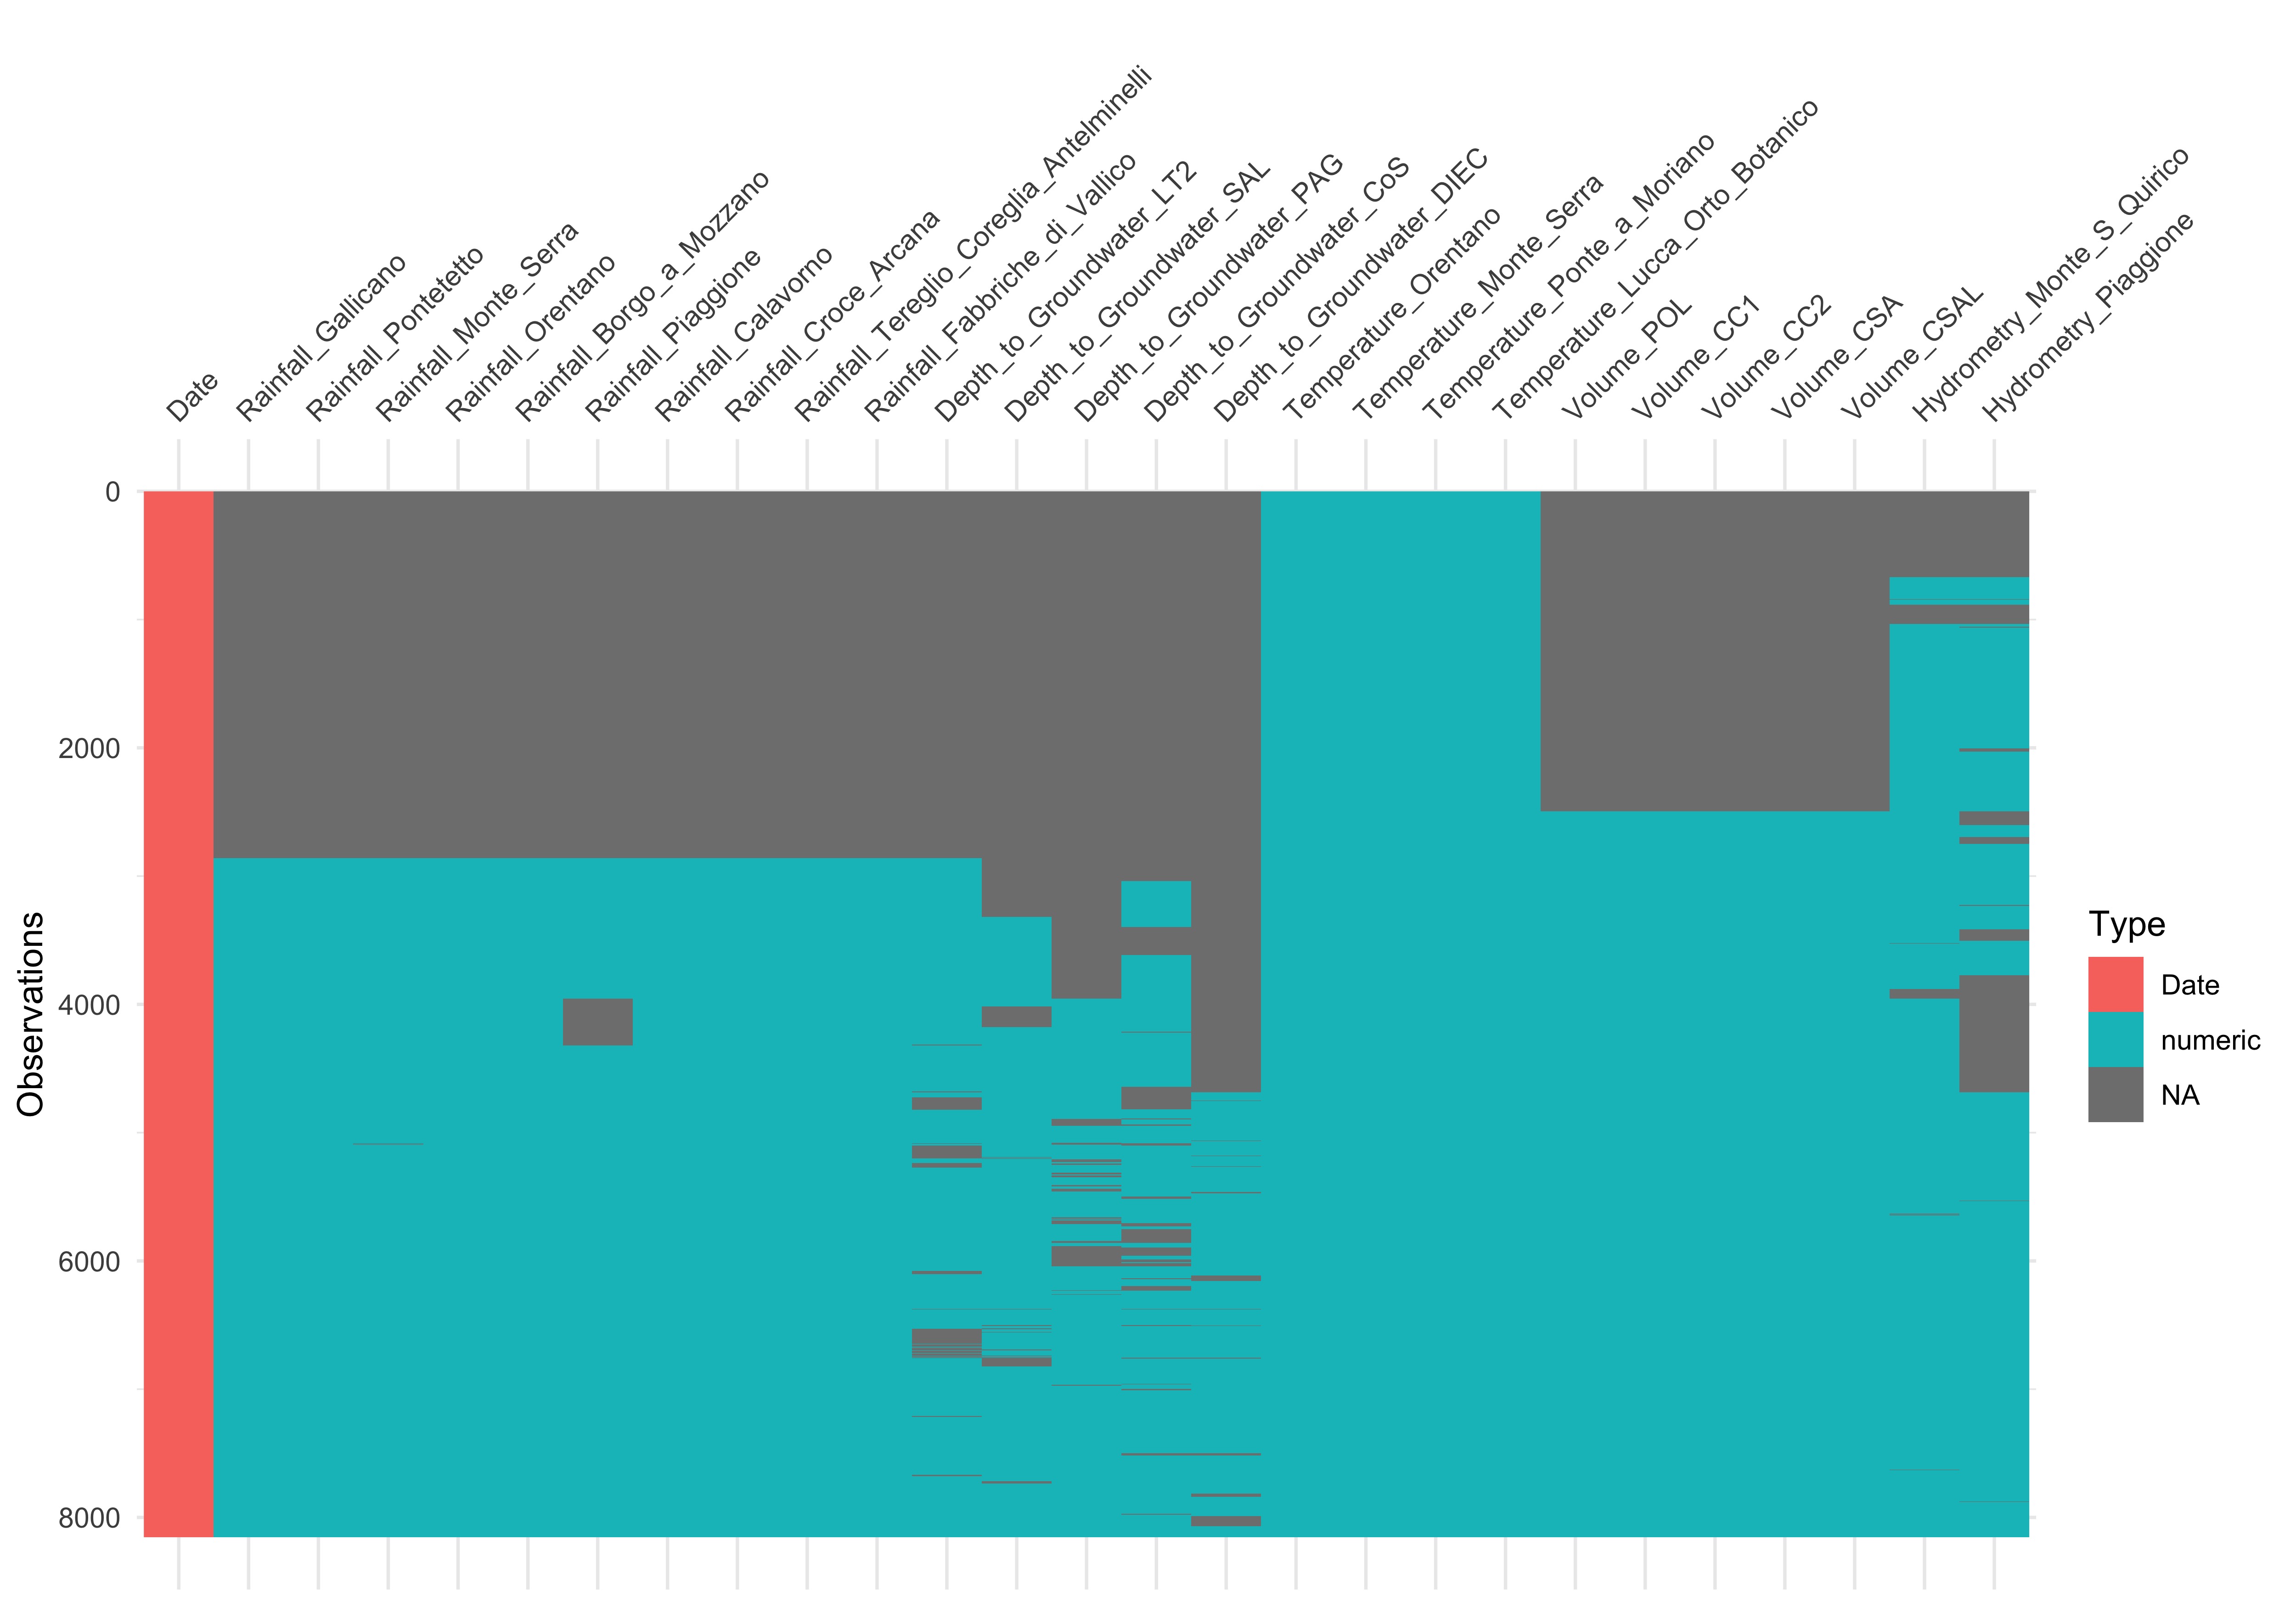 Date
Rainfall_Gallicano
Rainfall_Pontetetto
Rainfall_Monte_Serra
Rainfall_Orentano
Rainfall_Borgo_a_Mozzano
Rainfall_Piaggione
Rainfall_Calavorno
Rainfall_Croce_Arcana
Rainfall_Tereglio_Coreglia_Antelminelli
Rainfall_Fabbriche_di_Vallico
Depth_to_Groundwater_LT2
Depth_to_Groundwater_SAL
Depth_to_Groundwater_PAG
Depth_to_Groundwater_CoS
Depth_to_Groundwater_DIEC
Temperature_Orentano
Temperature_Monte_Serra
Temperature_Ponte_a_Moriano
Temperature_Lucca_Orto_Botanico
Volume_POL
Volume_CC1
Volume_CC2
Volume_CSA
Volume_CSAL
Hydrometry_Monte_S_Quirico
Hydrometry_Piaggione
0
2000
4000
6000
8000
Observations
Type
Date
numeric
NA